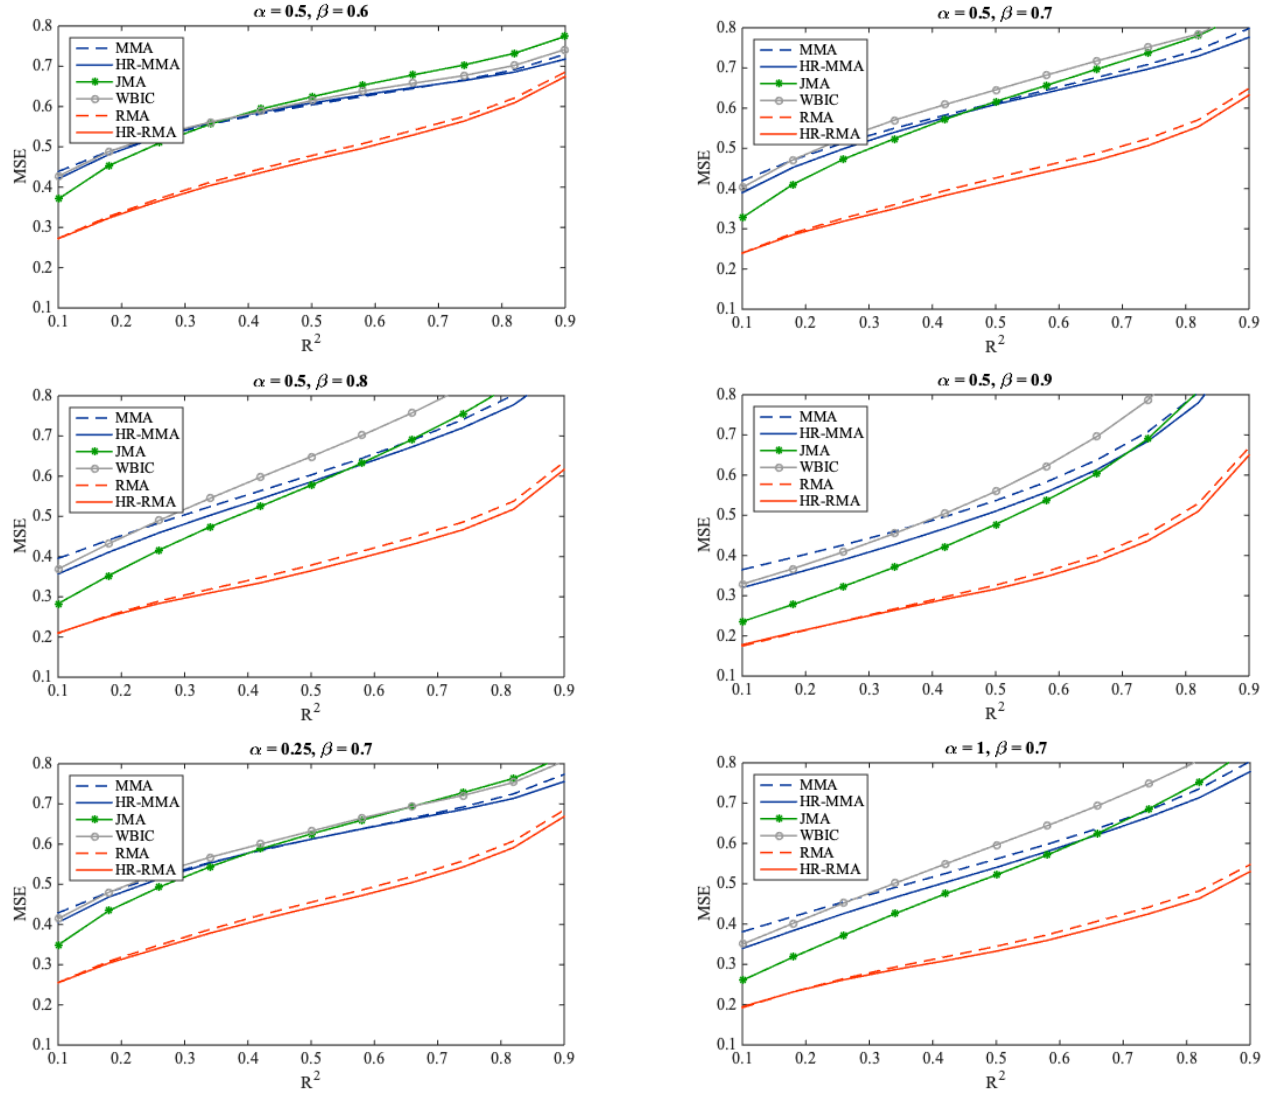 α = 0.5, β = 0.6
0.8
0.7
0.6
0.5
0.4
0.3
0.2
0.1
MSE
MMA
HR-MMA
JMA
WBIC
RMA
HR-RMA
0.1 0.2 0.3 0.4 0.5 0.6 0.7 0.8 0.9
R²
α = 0.5, β = 0.7
0.8
0.7
0.6
0.5
0.4
0.3
0.2
0.1
MSE
MMA
HR-MMA
JMA
WBIC
RMA
HR-RMA
0.1 0.2 0.3 0.4 0.5 0.6 0.7 0.8 0.9
R²
α = 0.5, β = 0.8
0.8
0.7
0.6
0.5
0.4
0.3
0.2
0.1
MSE
MMA
HR-MMA
JMA
WBIC
RMA
HR-RMA
0.1 0.2 0.3 0.4 0.5 0.6 0.7 0.8 0.9
R²
α = 0.5, β = 0.9
0.8
0.7
0.6
0.5
0.4
0.3
0.2
0.1
MSE
MMA
HR-MMA
JMA
WBIC
RMA
HR-RMA
0.1 0.2 0.3 0.4 0.5 0.6 0.7 0.8 0.9
R²
α = 0.25, β = 0.7
0.8
0.7
0.6
0.5
0.4
0.3
0.2
0.1
MSE
MMA
HR-MMA
JMA
WBIC
RMA
HR-RMA
0.1 0.2 0.3 0.4 0.5 0.6 0.7 0.8 0.9
R²
α = 1, β = 0.7
0.8
0.7
0.6
0.5
0.4
0.3
0.2
0.1
MSE
MMA
HR-MMA
JMA
WBIC
RMA
HR-RMA
0.1 0.2 0.3 0.4 0.5 0.6 0.7 0.8 0.9
R²